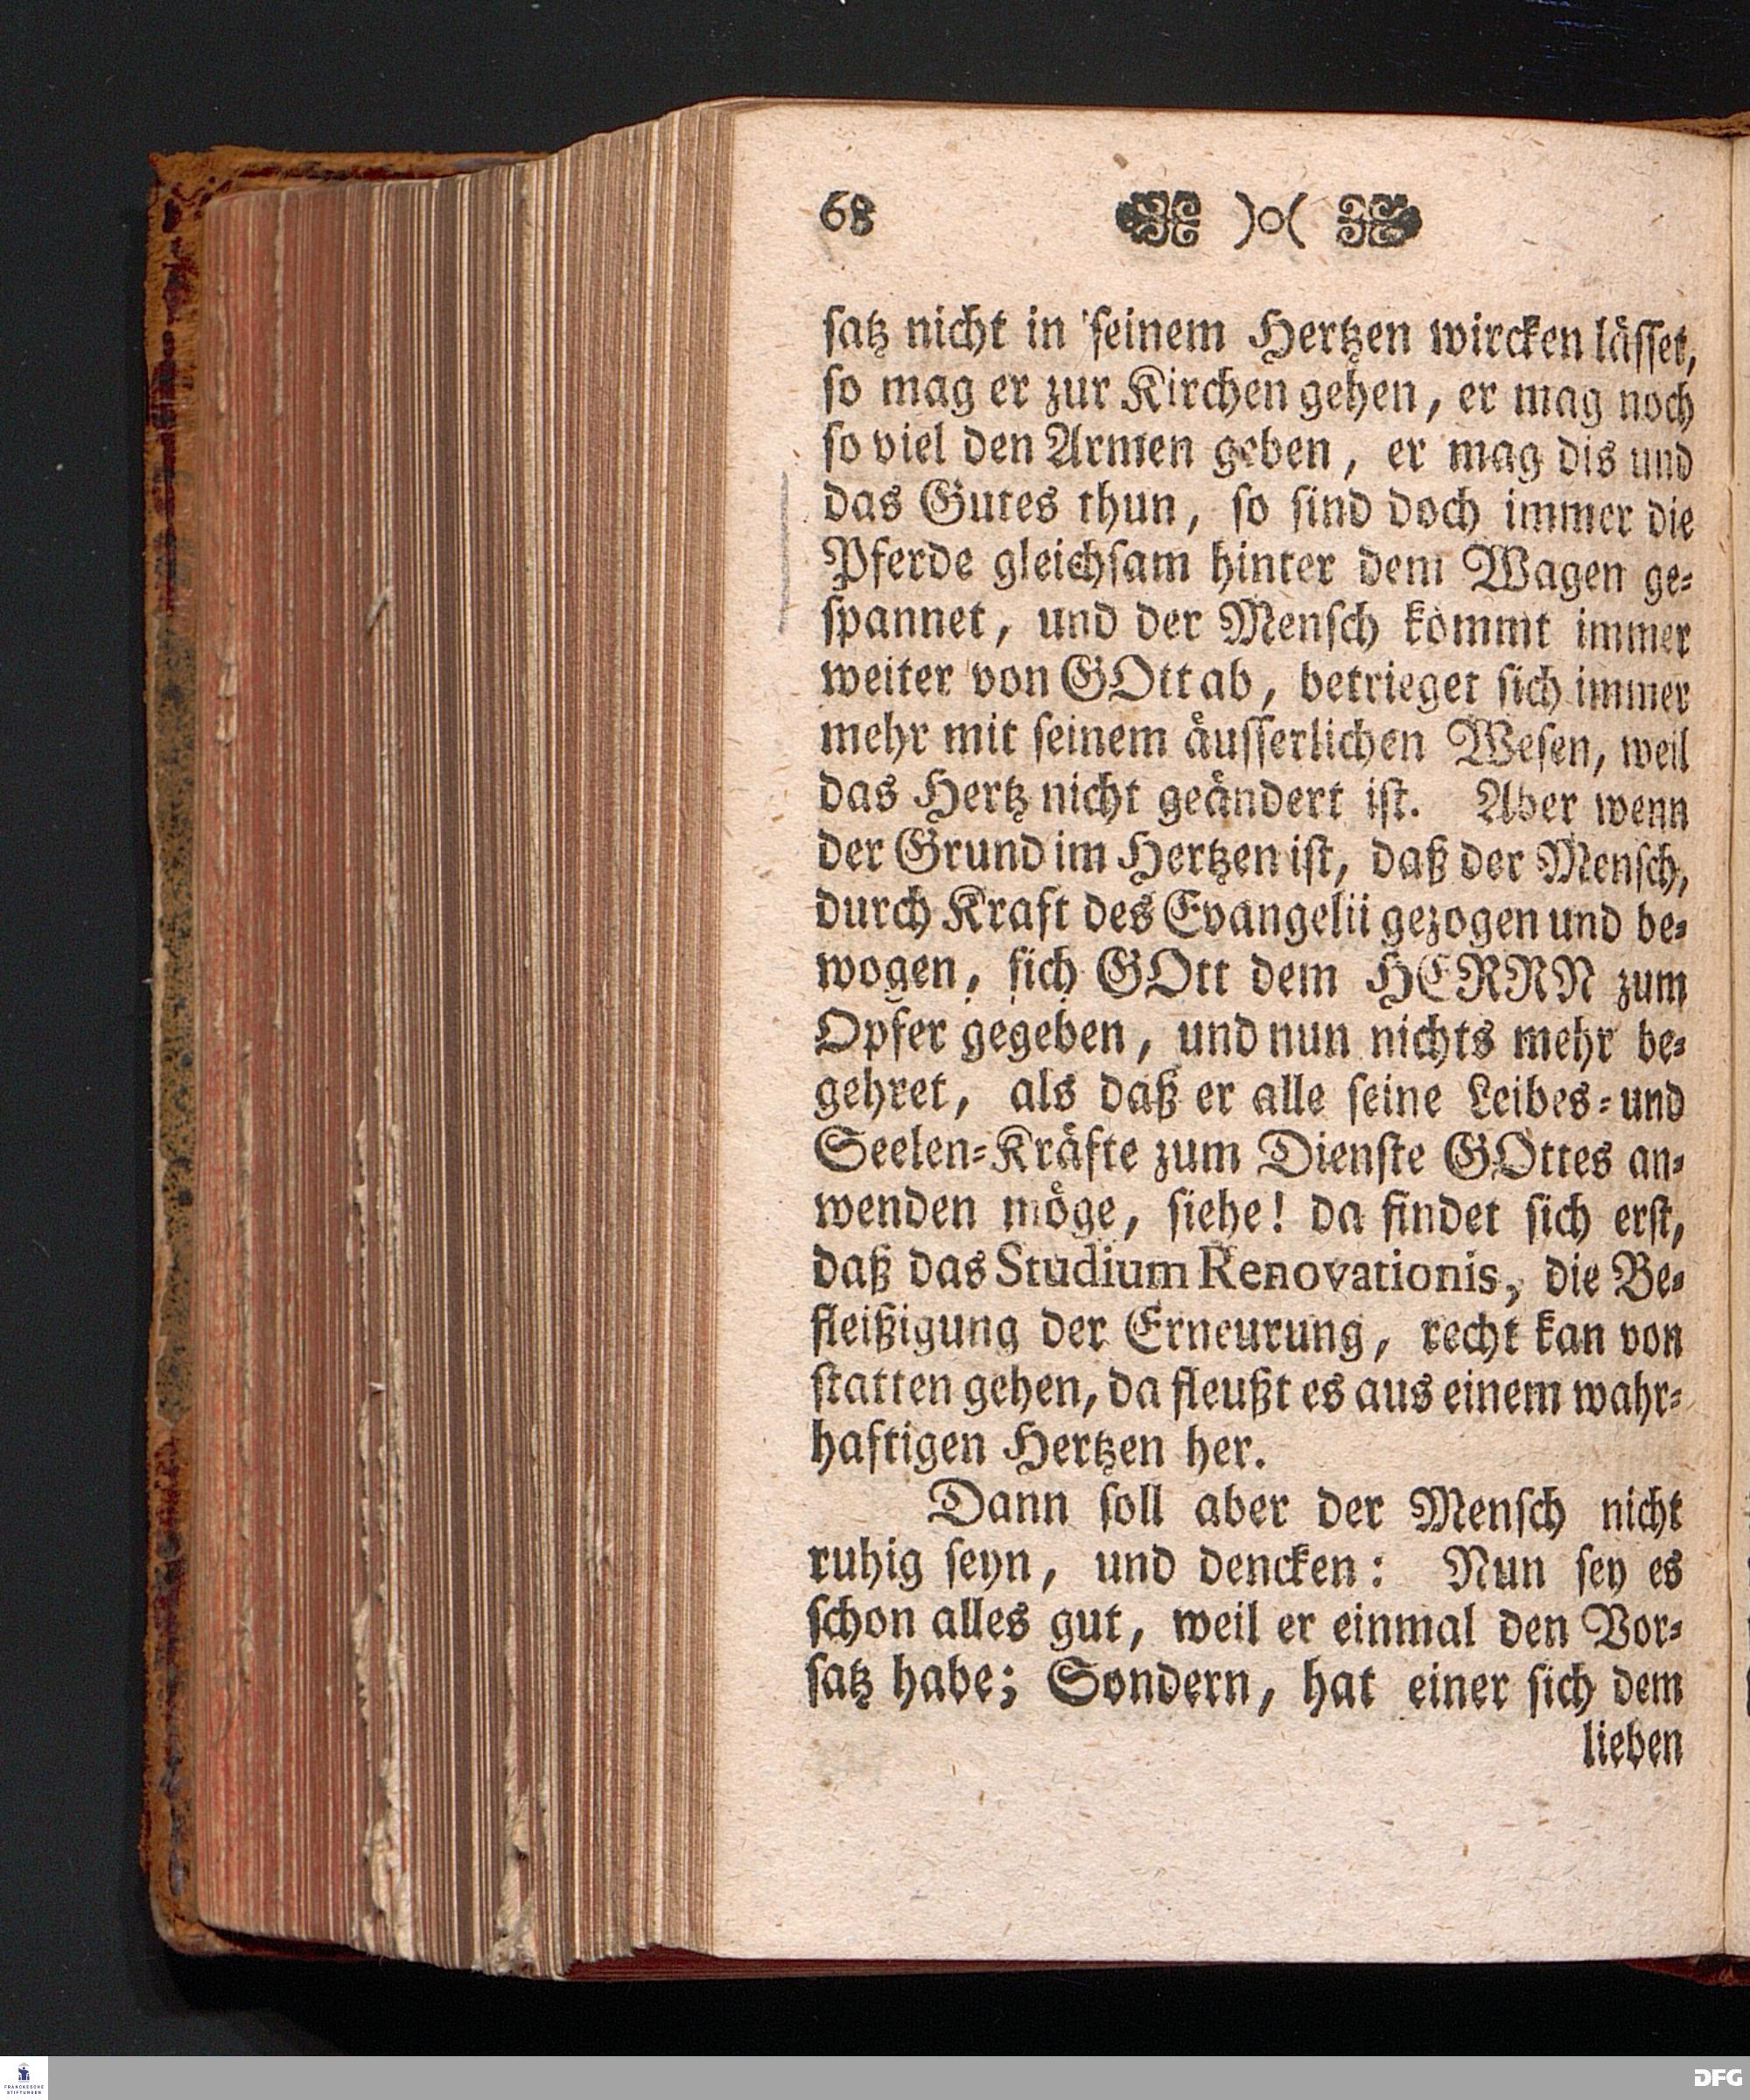 68 )o(
satz nicht in seinem Hertzen wircken lässet,
so mag er zur Kirchen gehen, er mag noch
so viel den Armen geben, er mag dis und
das Gutes thun, so sind doch immer die
Pferde gleichsam hinter dem Wagen ge-
spannet, und der Mensch kommt immer
weiter von GOtt ab, betrieget sich immer
mehr mit seinem äusserlichen Wesen, weil
das Hertz nicht geändert ist. Aber wenn
der Grund im Hertzen ist, daß der Mensch,
durch Kraft des Evangelii gezogen und be-
wogen, sich GOtt dem HERRN zum
Opfer gegeben, und nun nichts mehr be-
gehret, als daß er alle seine Leibes- und
Seelen-Kräfte zum Dienste GOttes an-
wenden möge, siehe! da findet sich erst,
daß das Studium Renovationis, die Be-
fleißigung der Erneurung, recht kan von
statten gehen, da fleußt es aus einem wahr-
haftigen Hertzen her.
Dann soll aber der Mensch nicht
ruhig seyn, und dencken: Nun sey es
schon alles gut, weil er einmal den Vor-
satz habe; Sondern, hat einer sich dem
lieben
FRANCKESCHE
STIFTUNGEN
DFG